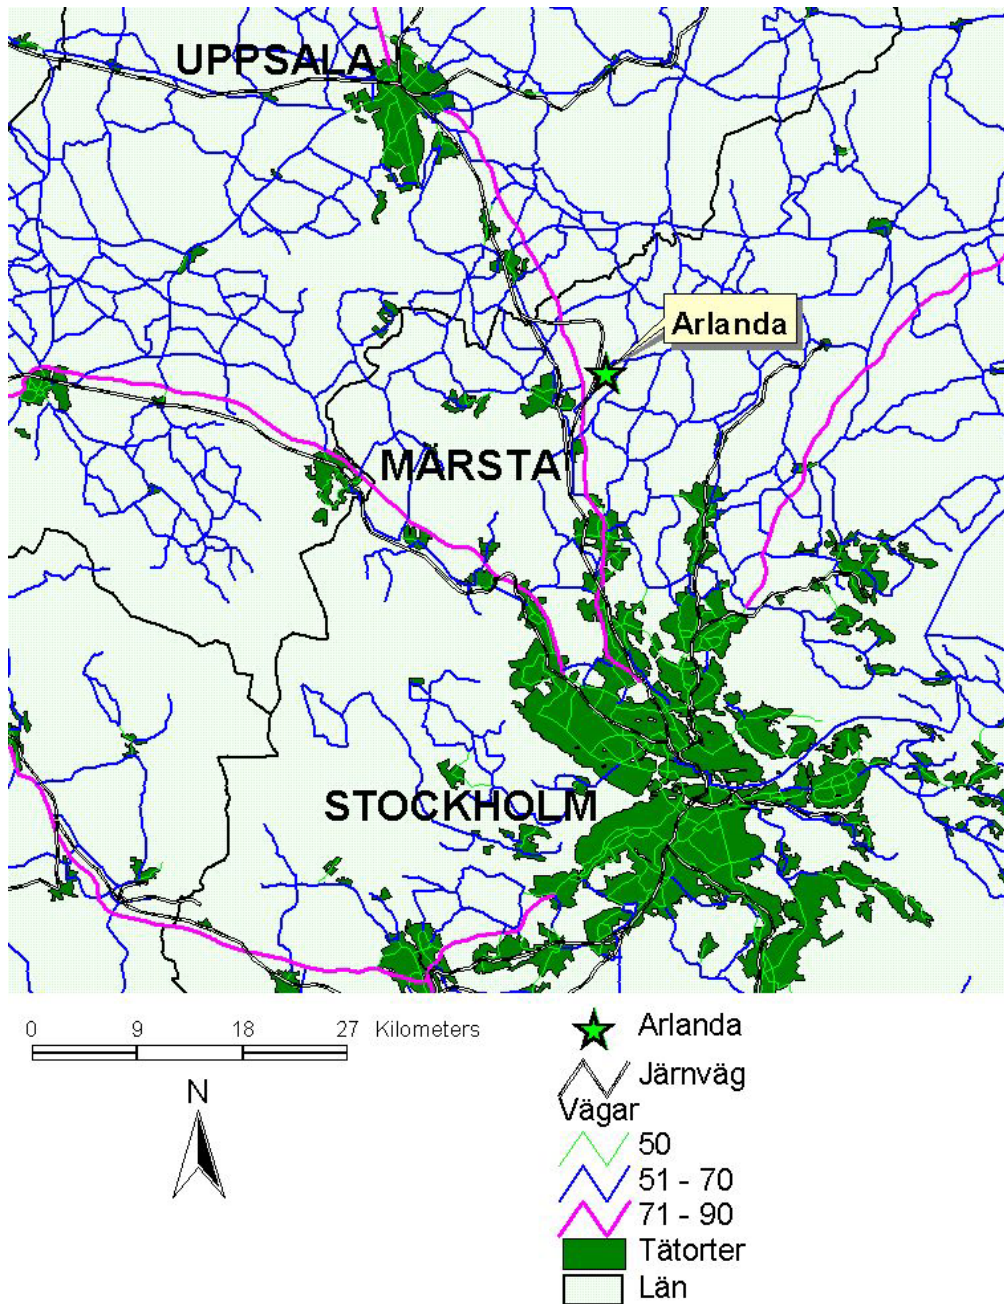 UPPSALA
Arlanda
MÄRSTA
STOCKHOLM
0 9 18 27 Kilometers
N
Arlanda
Järnväg
Vägar
50
51 - 70
71 - 90
Tätorter
Län